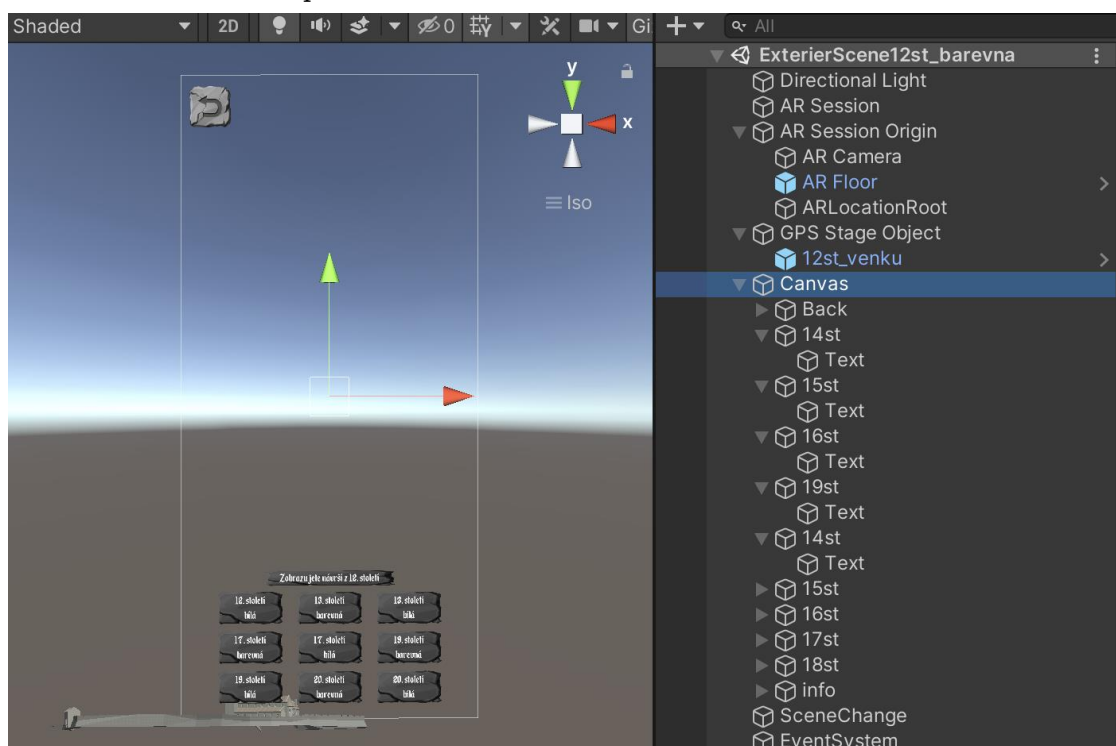 Shaded 2D 0 Gi All
y
x
Iso
Zobrazujete návrší z 12. století
12. století
bílá
13. století
barevná
13. století
bílá
17. století
barevná
17. století
bílá
19. století
barevná
19. století
bílá
20. století
barevná
20. století
bílá
ExterierScene12st_barevna
Directional Light
AR Session
AR Session Origin
AR Camera
AR Floor
ARLocationRoot
GPS Stage Object
12st_venku
Canvas
Back
14st
Text
15st
Text
16st
Text
19st
Text
14st
Text
15st
16st
17st
18st
info
SceneChange
EventSystem